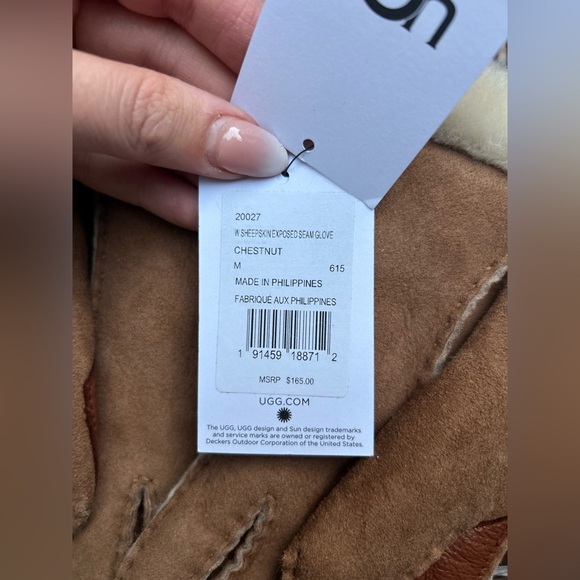 20027
W SHEEPSKIN EXPOSED SEAM GLOVE
CHESTNUT
M 615
MADE IN PHILIPPINES
FABRIQUÉ AUX PHILIPPINES
1 91459 18871 2
MSRP $165.00
UGG.COM
The UGG, UGG design and Sun design trademarks
and service marks are owned or registered by
Deckers Outdoor Corporation of the United States.